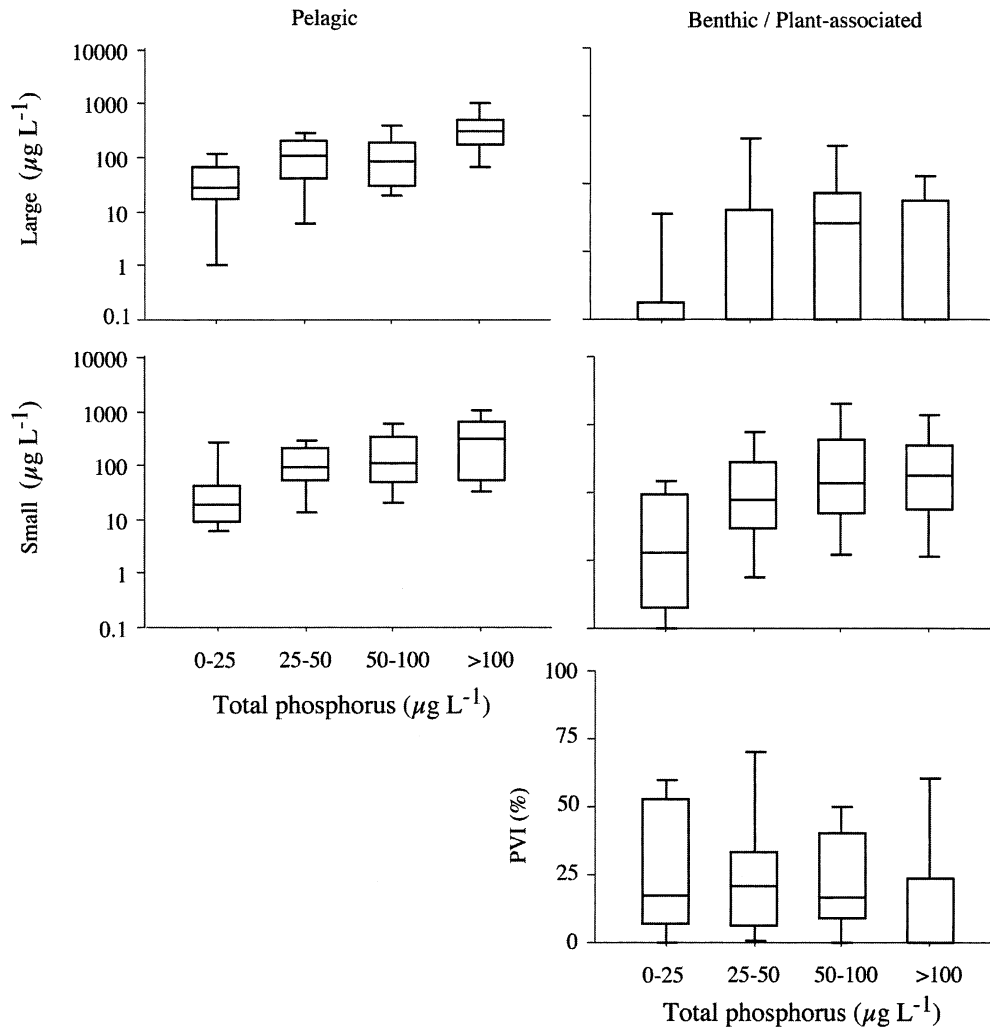 Pelagic
Benthic / Plant-associated
Large (µg L-1)
10000
1000
100
10
1
0.1
Small (µg L-1)
10000
1000
100
10
1
0.1
0-25 25-50 50-100 >100
Total phosphorus (µg L-1)
PVI (%)
100
75
50
25
0
0-25 25-50 50-100 >100
Total phosphorus (µg L-1)